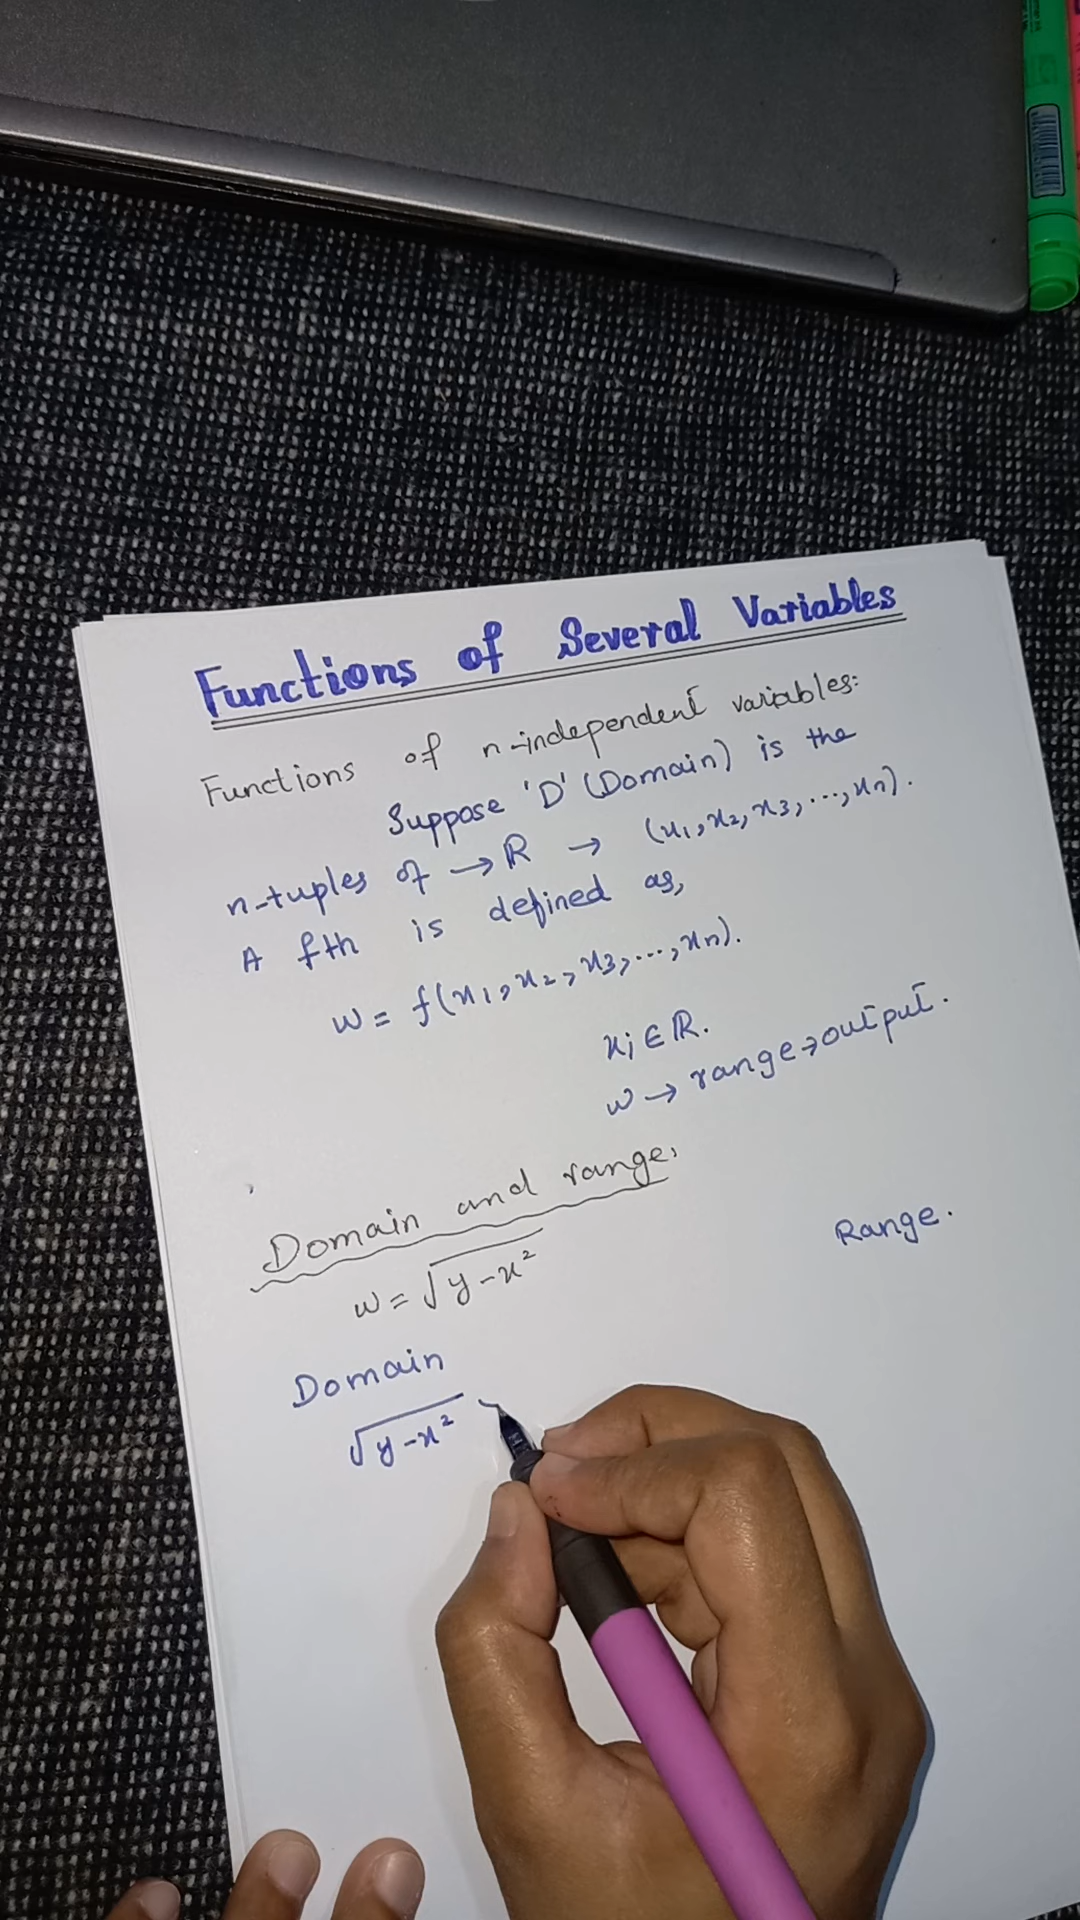 Functions of Several Variables
Functions of n-independent variables:
Suppose 'D' (Domain) is the
n-tuples of → R → (x1, x2, x3, ..., xn).
A fth is defined as,
w = f(x1, x2, x3, ..., xn).
xj ∈ R.
w → range → output.
Domain and range.
w = √y-x²
Range.
Domain
√y-x²